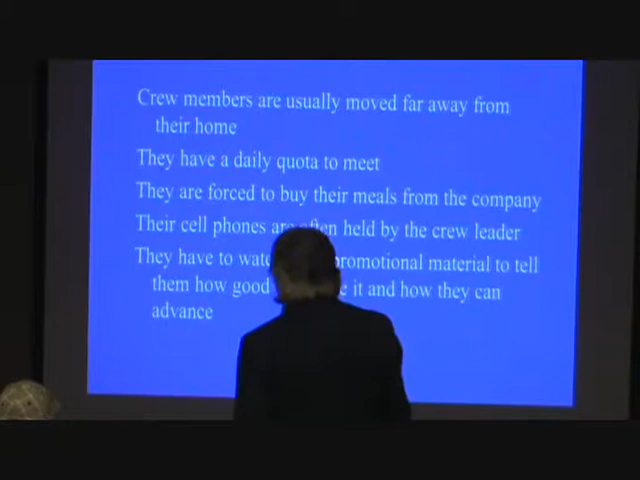 Crew members are usually moved far away from
their home
They have a daily quota to meet
They are forced to buy their meals from the company
Their cell phones are often held by the crew leader
They have to promotional material to tell
them how good it and how they can
advance